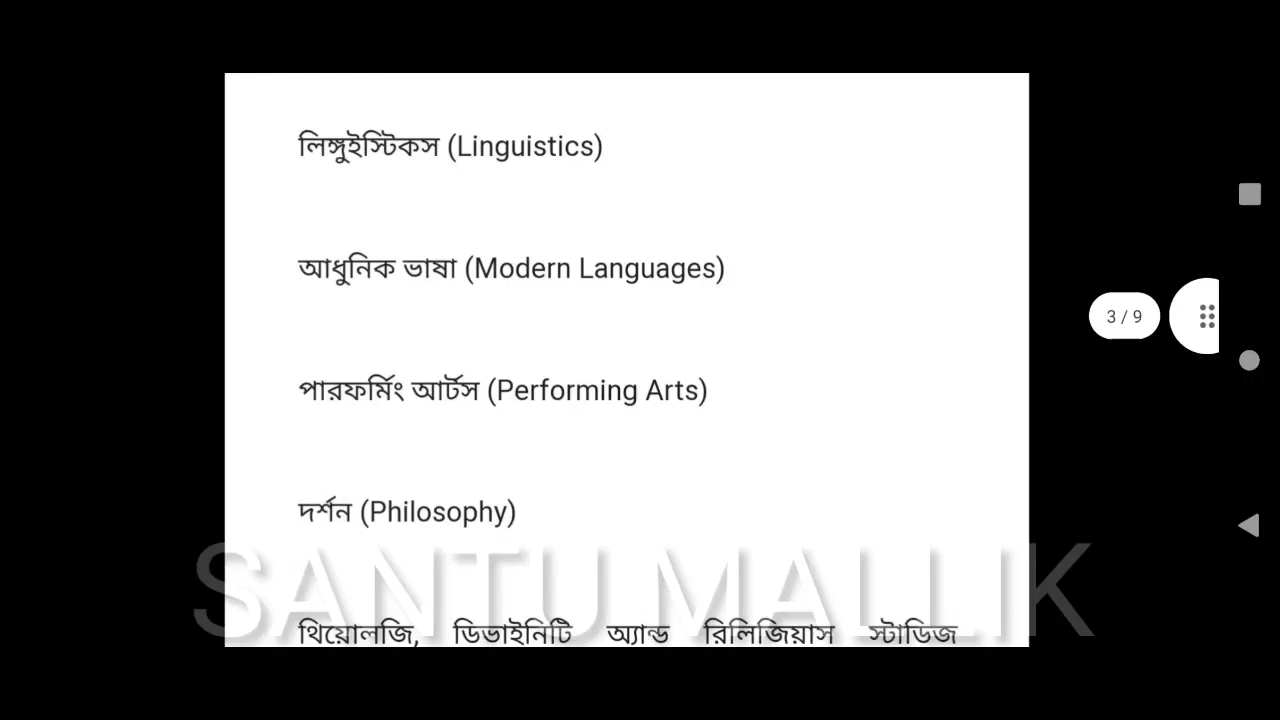 লিঙ্গুইস্টিকস (Linguistics)
আধুনিক ভাষা (Modern Languages)
3 / 9
পারফর্মিং আর্টস (Performing Arts)
দর্শন (Philosophy)
SANTU MALLIK
থিয়োলজি, ডিভাইনিটি অ্যান্ড রিলিজিয়াস স্টাডিজ